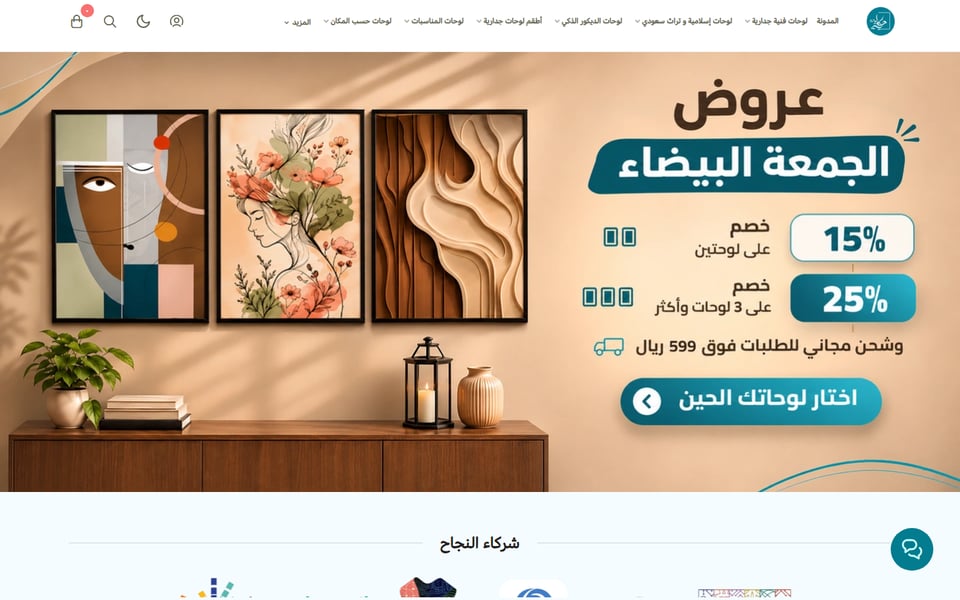 المدونة
لوحات فنية جدارية
لوحات إسلامية و تراث سعودي
لوحات الديكور الذكي
أطقم لوحات جدارية
لوحات المناسبات
لوحات حسب المكان
المزيد
عروض
الجمعة البيضاء
15% خصم
على لوحتين
25% خصم
على 3 لوحات وأكثر
وشحن مجاني للطلبات فوق 599 ريال
اختار لوحاتك الحين
شركاء النجاح